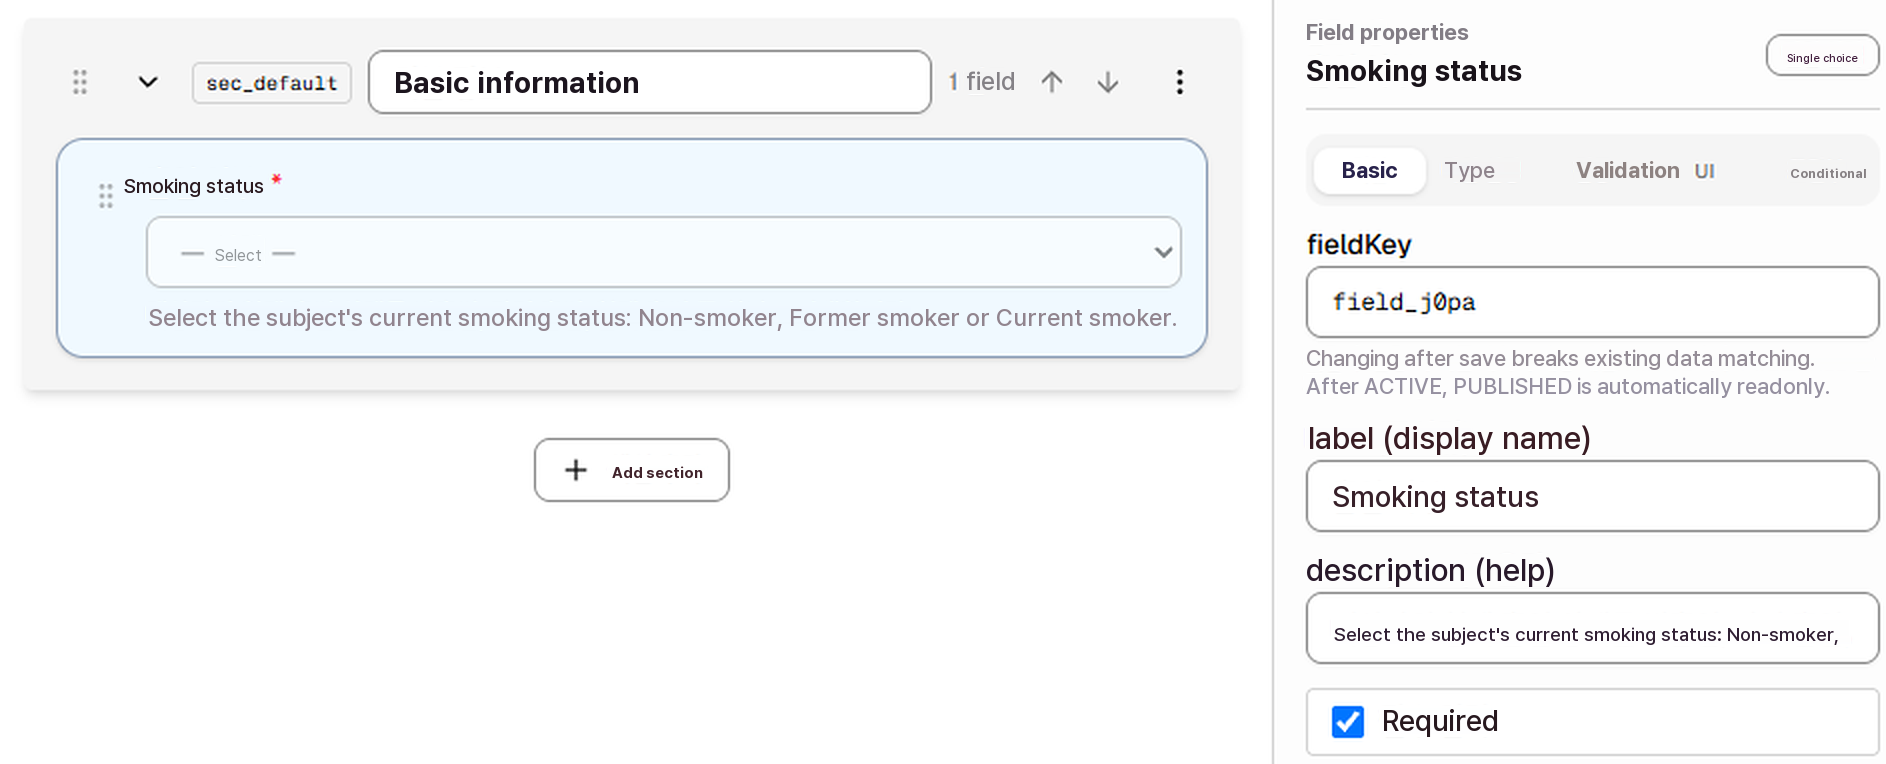 sec_default
Basic information
1 field
Smoking status *
— Select —
Select the subject's current smoking status: Non-smoker, Former smoker or Current smoker.
+ Add section
Field properties
Smoking status
Single choice
Basic Type Validation UI Conditional
fieldKey
field_j0pa
Changing after save breaks existing data matching.
After ACTIVE, PUBLISHED is automatically readonly.
label (display name)
Smoking status
description (help)
Select the subject's current smoking status: Non-smoker,
Required